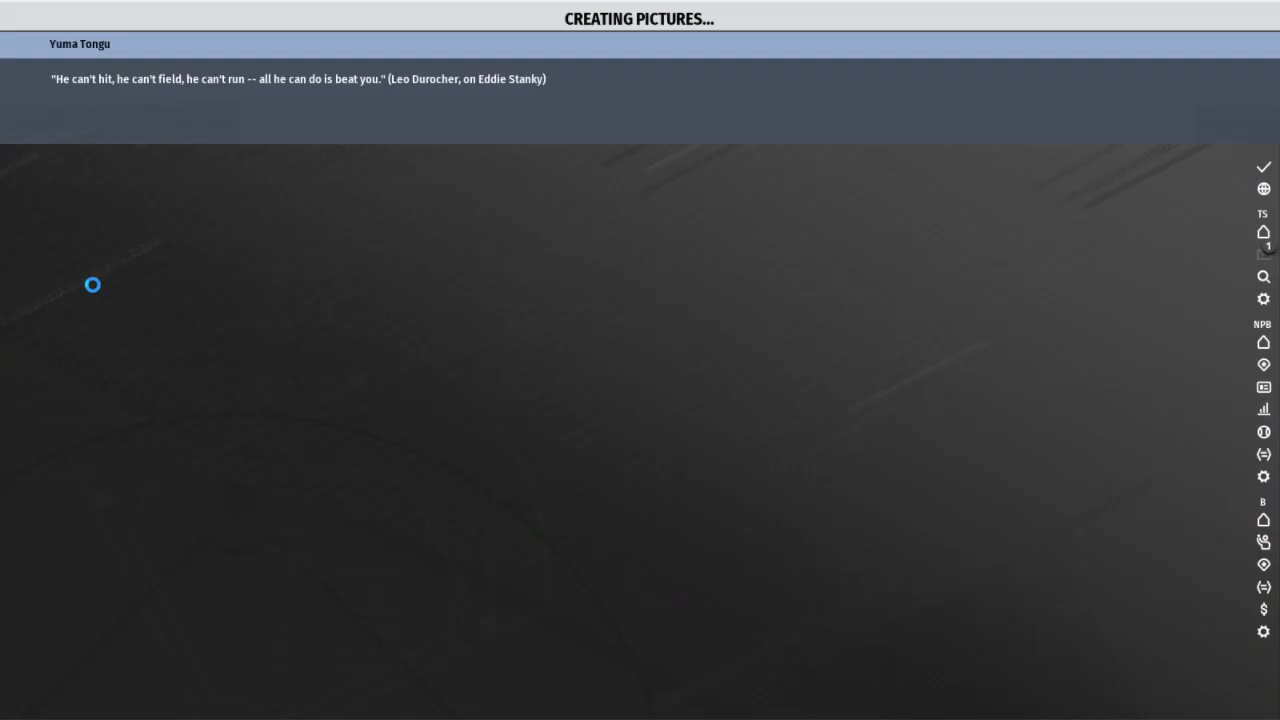 CREATING PICTURES...
Yuma Tongu
"He can't hit, he can't field, he can't run -- all he can do is beat you." (Leo Durocher, on Eddie Stanky)
TS
1
NPB
B